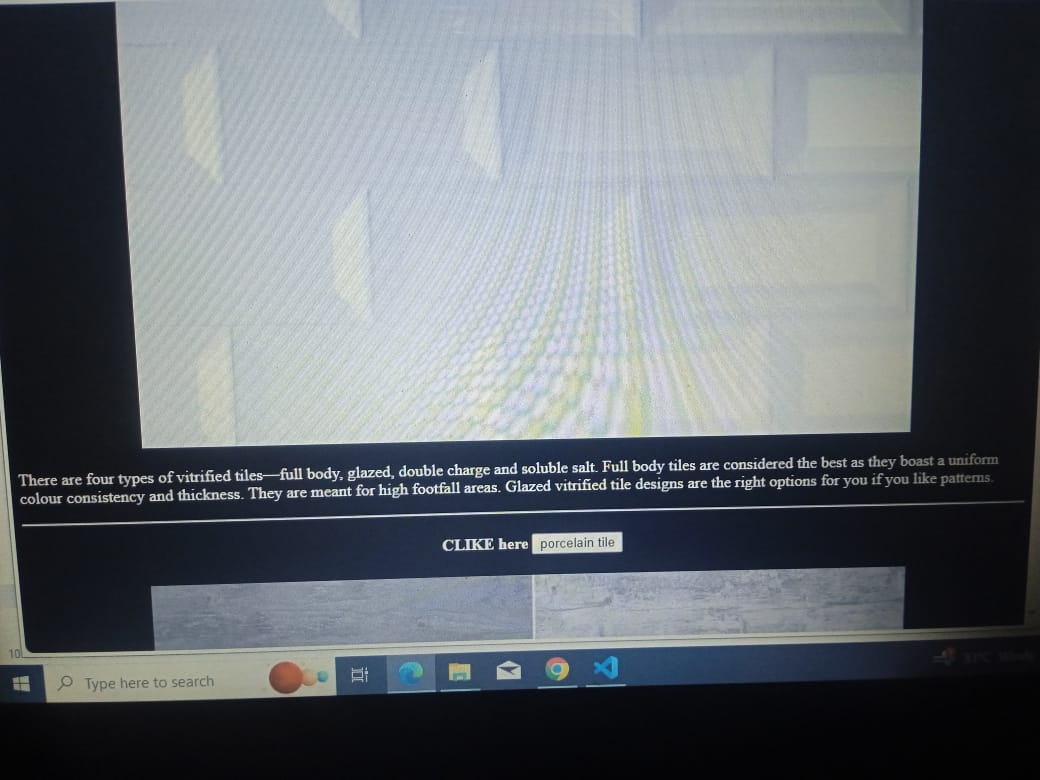 There are four types of vitrified tiles—full body, glazed, double charge and soluble salt. Full body tiles are considered the best as they boast a uniform
colour consistency and thickness. They are meant for high footfall areas. Glazed vitrified tile designs are the right options for you if you like patterns.
CLIKE here porcelain tile
10
Type here to search